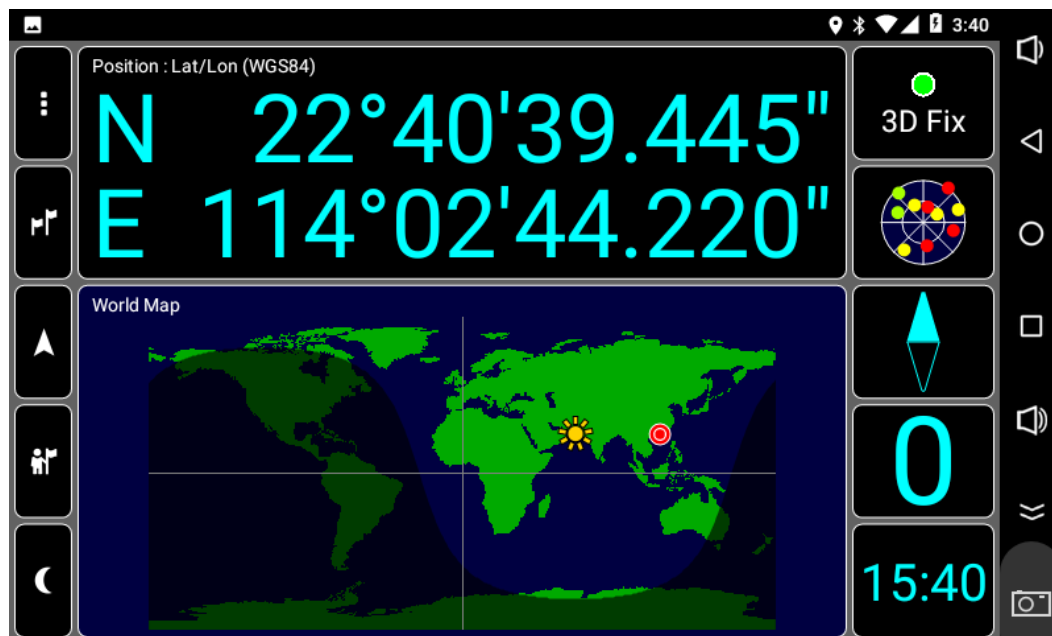 3:40
Position : Lat/Lon (WGS84)
N 22°40'39.445"
E 114°02'44.220"
3D Fix
World Map
0
15:40